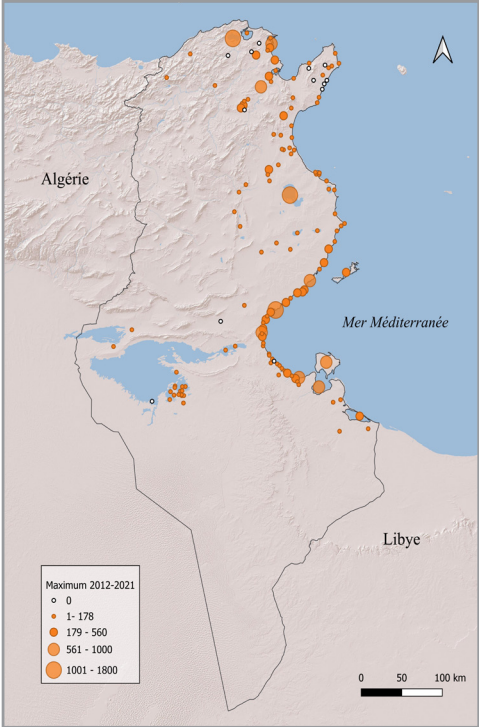 Algérie
Mer Méditerranée
Libye
Maximum 2012-2021
0
1- 178
179 - 560
561 - 1000
1001 - 1800
0 50 100 km